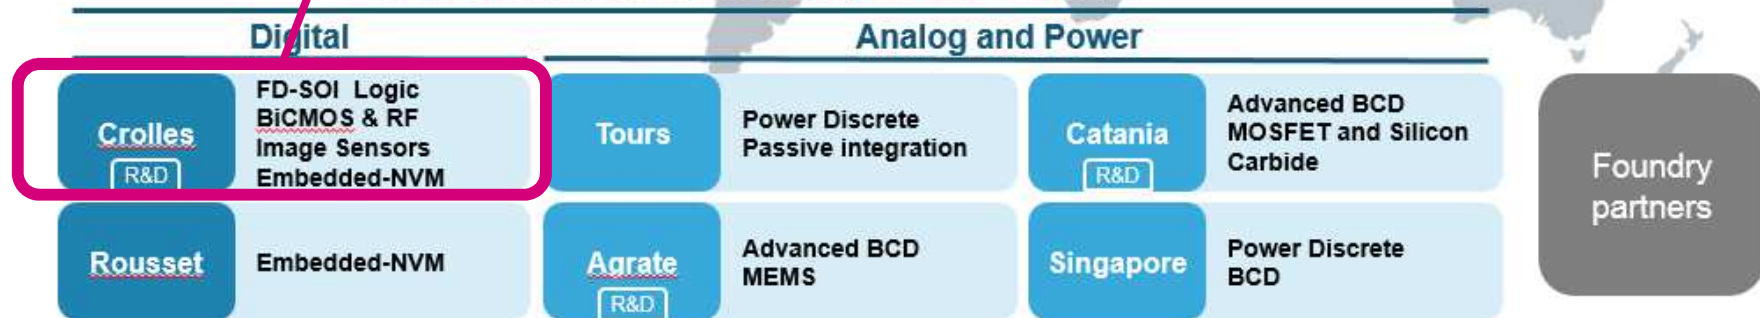 Digital
Analog and Power
Crolles
R&D
FD-SOI Logic
BiCMOS & RF
Image Sensors
Embedded-NVM
Tours
Power Discrete
Passive integration
Catania
R&D
Advanced BCD
MOSFET and Silicon
Carbide
Foundry
partners
Rousset
Embedded-NVM
Agrate
R&D
Advanced BCD
MEMS
Singapore
Power Discrete
BCD